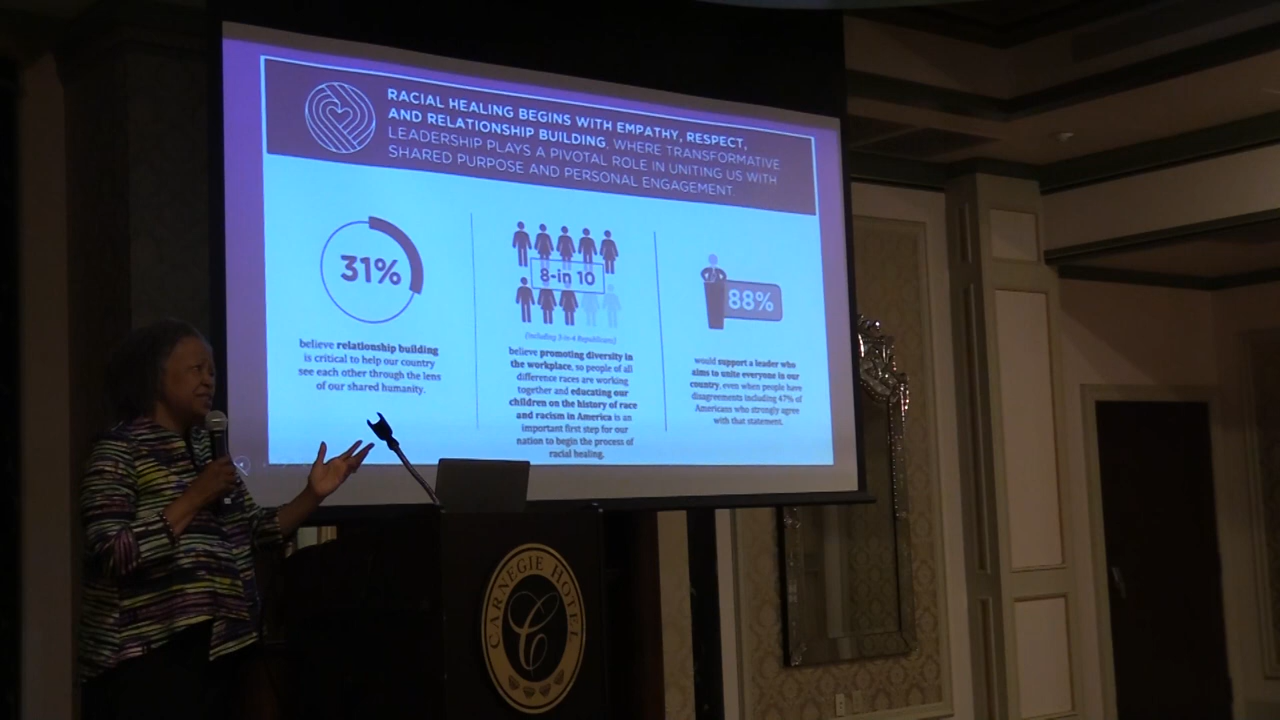 RACIAL HEALING BEGINS WITH EMPATHY, RESPECT,
AND RELATIONSHIP BUILDING, WHERE TRANSFORMATIVE
LEADERSHIP PLAYS A PIVOTAL ROLE IN UNITING US WITH
SHARED PURPOSE AND PERSONAL ENGAGEMENT.
31%
believe relationship building
is critical to help our country
see each other through the lens
of our shared humanity.
8-in 10
(including 3-in-4 Republicans)
believe promoting diversity in
the workplace, so people of all
difference races are working
together and educating our
children on the history of race
and racism in America is an
important first step for our
nation to begin the process of
racial healing.
88%
would support a leader who
aims to unite everyone in our
country, even when people have
disagreements including 47% of
Americans who strongly agree
with that statement.
CARNEGIE HOTEL
C